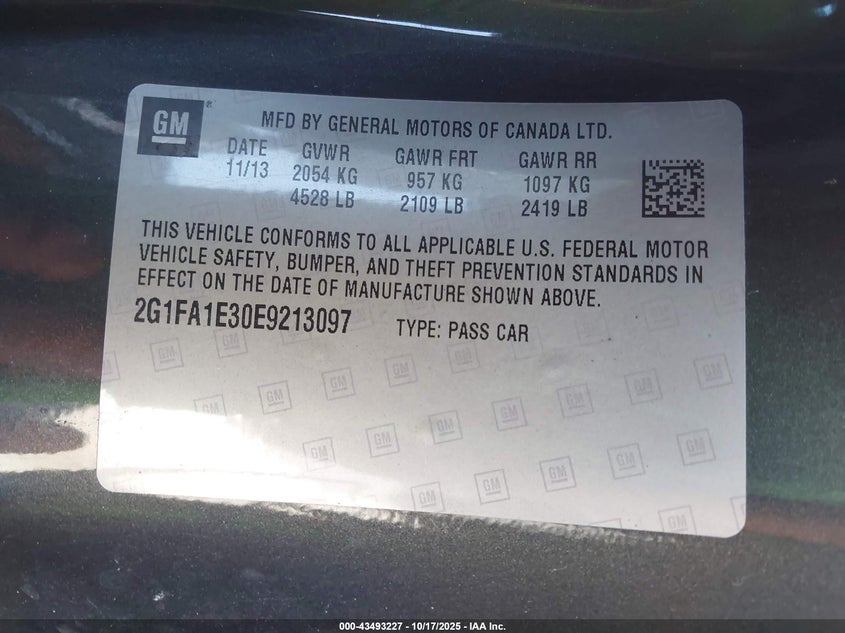 GM
MFD BY GENERAL MOTORS OF CANADA LTD.
DATE GVWR GAWR FRT GAWR RR
11/13 2054 KG 957 KG 1097 KG
4528 LB 2109 LB 2419 LB
THIS VEHICLE CONFORMS TO ALL APPLICABLE U.S. FEDERAL MOTOR
VEHICLE SAFETY, BUMPER, AND THEFT PREVENTION STANDARDS IN
EFFECT ON THE DATE OF MANUFACTURE SHOWN ABOVE.
2G1FA1E30E9213097 TYPE: PASS CAR
000-43493227 - 10/17/2025 - IAA Inc.